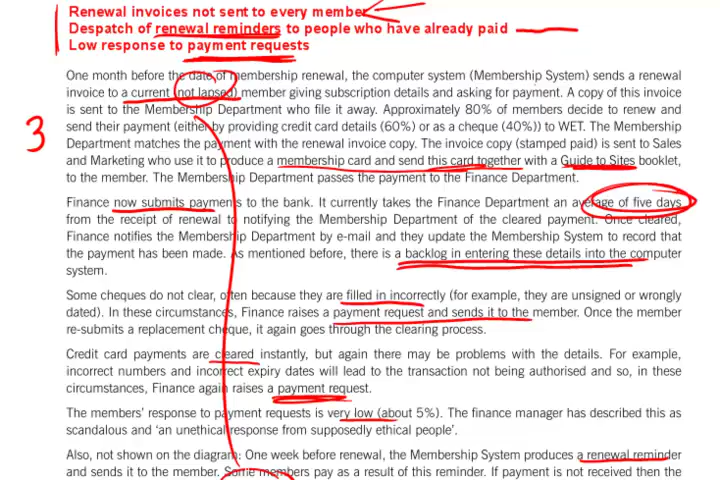 Renewal invoices not sent to every member
Despatch of renewal reminders to people who have already paid
Low response to payment requests
One month before the date of membership renewal, the computer system (Membership System) sends a renewal
invoice to a current (not lapsed) member giving subscription details and asking for payment. A copy of this invoice
is sent to the Membership Department who file it away. Approximately 80% of members decide to renew and
send their payment (either by providing credit card details (60%) or as a cheque (40%)) to WET. The Membership
Department matches the payment with the renewal invoice copy. The invoice copy (stamped paid) is sent to Sales
and Marketing who use it to produce a membership card and send this card together with a Guide to Sites booklet,
to the member. The Membership Department passes the payment to the Finance Department.
3
Finance now submits payments to the bank. It currently takes the Finance Department an average of five days
from the receipt of renewal to notifying the Membership Department of the cleared payment. Once cleared,
Finance notifies the Membership Department by e-mail and they update the Membership System to record that
the payment has been made. As mentioned before, there is a backlog in entering these details into the computer
system.
Some cheques do not clear, often because they are filled in incorrectly (for example, they are unsigned or wrongly
dated). In these circumstances, Finance raises a payment request and sends it to the member. Once the member
re-submits a replacement cheque, it again goes through the clearing process.
Credit card payments are cleared instantly, but again there may be problems with the details. For example,
incorrect numbers and incorrect expiry dates will lead to the transaction not being authorised and so, in these
circumstances, Finance again raises a payment request.
The members' response to payment requests is very low (about 5%). The finance manager has described this as
scandalous and 'an unethical response from supposedly ethical people'.
Also, not shown on the diagram: One week before renewal, the Membership System produces a renewal reminder
and sends it to the member. Some members pay as a result of this reminder. If payment is not received then the